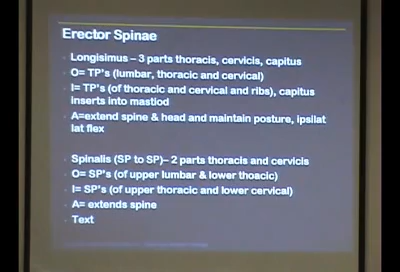 Erector Spinae
Longisimus – 3 parts thoracis, cervicis, capitus
O= TP's (lumbar, thoracic and cervical)
I= TP's (of thoracic and cervical and ribs), capitus
inserts into mastiod
A=extend spine & head and maintain posture, ipsilat
lat flex
Spinalis (SP to SP)– 2 parts thoracis and cervicis
O= SP's (of upper lumbar & lower thoacic)
I= SP's (of upper thoracic and lower cervical)
A= extends spine
Text